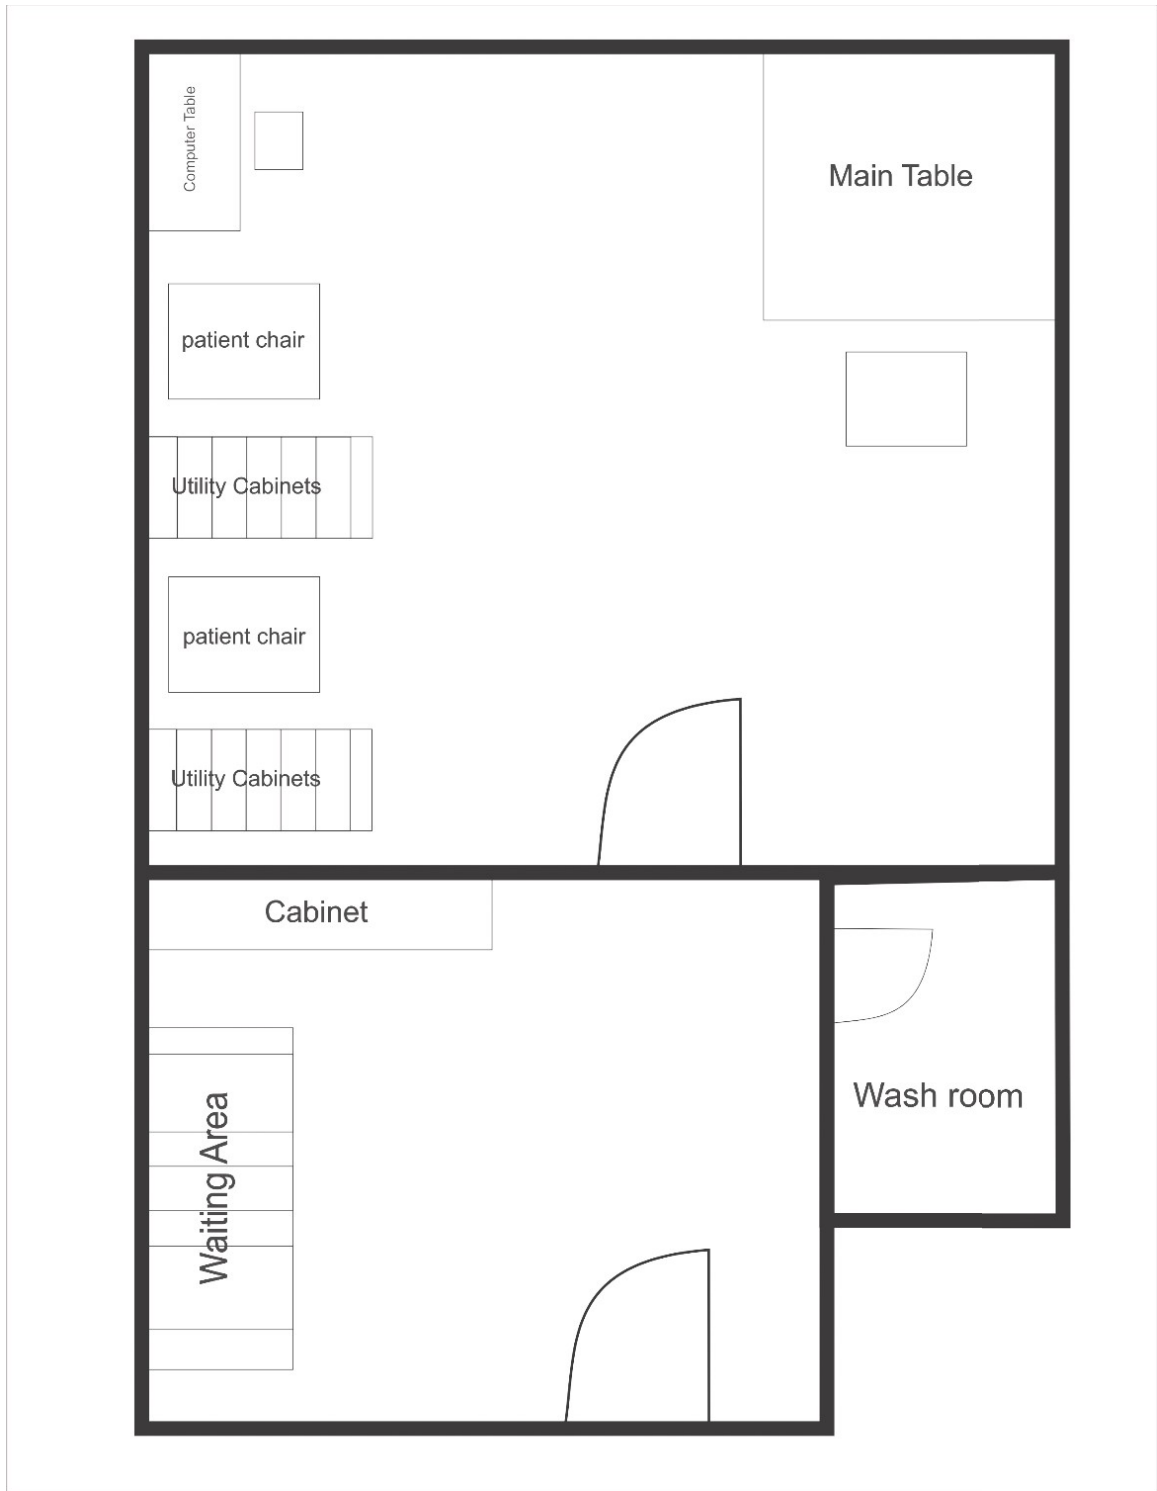 Computer Table
Main Table
patient chair
Utility Cabinets
patient chair
Utility Cabinets
Cabinet
Waiting Area
Wash room